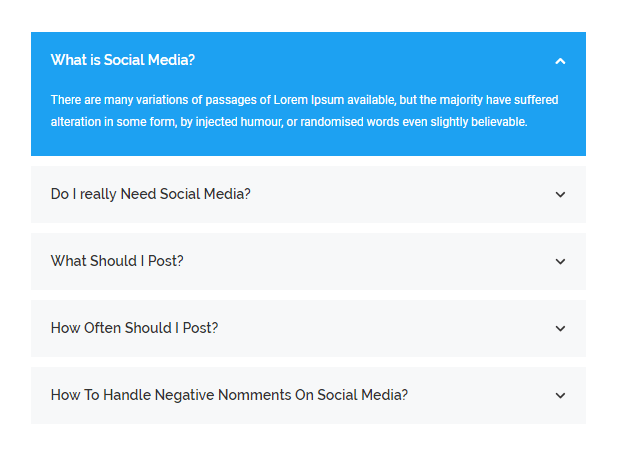 What is Social Media?
There are many variations of passages of Lorem Ipsum available, but the majority have suffered
alteration in some form, by injected humour, or randomised words even slightly believable.
Do I really Need Social Media?
What Should I Post?
How Often Should I Post?
How To Handle Negative Nomments On Social Media?